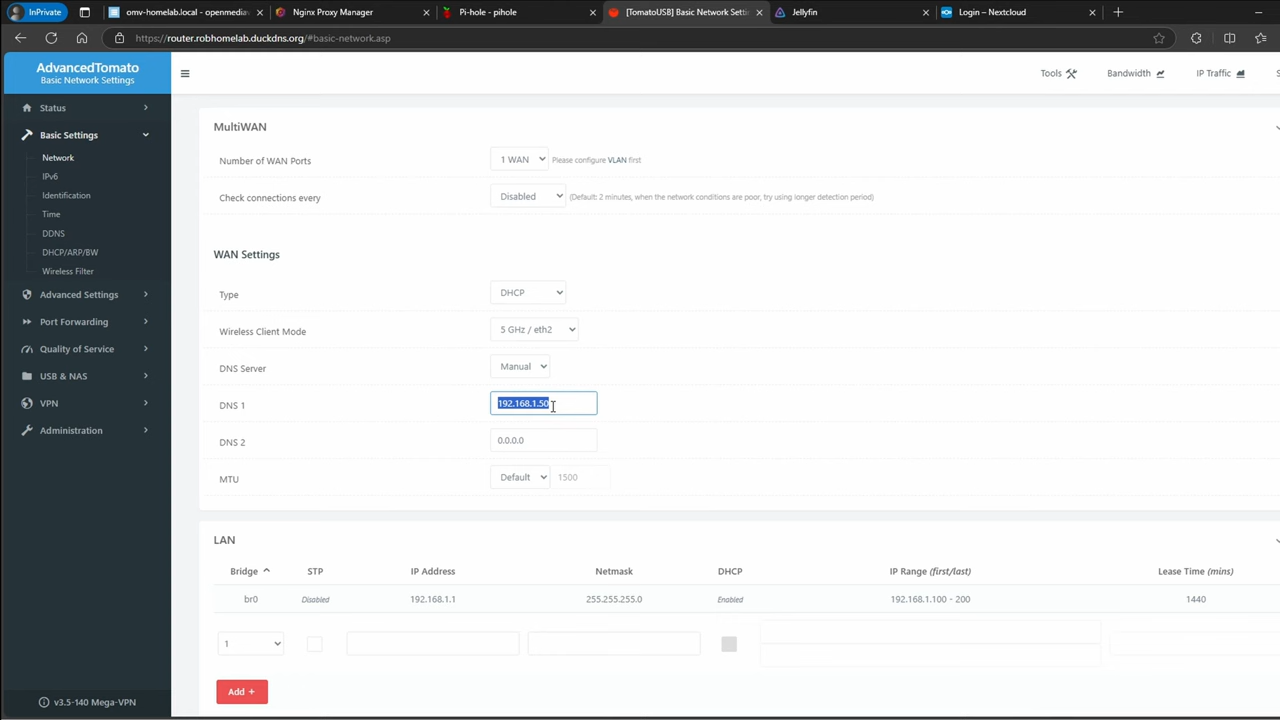 InPrivate
omv-homelab.local - openmedia
Nginx Proxy Manager
Pi-hole - pihole
[TomatoUSB] Basic Network Setti
Jellyfin
Login – Nextcloud
https://router.robhomelab.duckdns.org/#basic-network.asp
AdvancedTomato
Basic Network Settings
Tools
Bandwidth
IP Traffic
S
Status
Basic Settings
Network
IPv6
Identification
Time
DDNS
DHCP/ARP/BW
Wireless Filter
Advanced Settings
Port Forwarding
Quality of Service
USB & NAS
VPN
Administration
v3.5-140 Mega-VPN
MultiWAN
Number of WAN Ports 1 WAN Please configure VLAN first
Check connections every Disabled (Default: 2 minutes, when the network conditions are poor, try using longer detection period)
WAN Settings
Type DHCP
Wireless Client Mode 5 GHz / eth2
DNS Server Manual
DNS 1 192.168.1.50
DNS 2 0.0.0.0
MTU Default 1500
LAN
Bridge STP IP Address Netmask DHCP IP Range (first/last) Lease Time (mins)
br0 Disabled 192.168.1.1 255.255.255.0 Enabled 192.168.1.100 - 200 1440
1
Add +